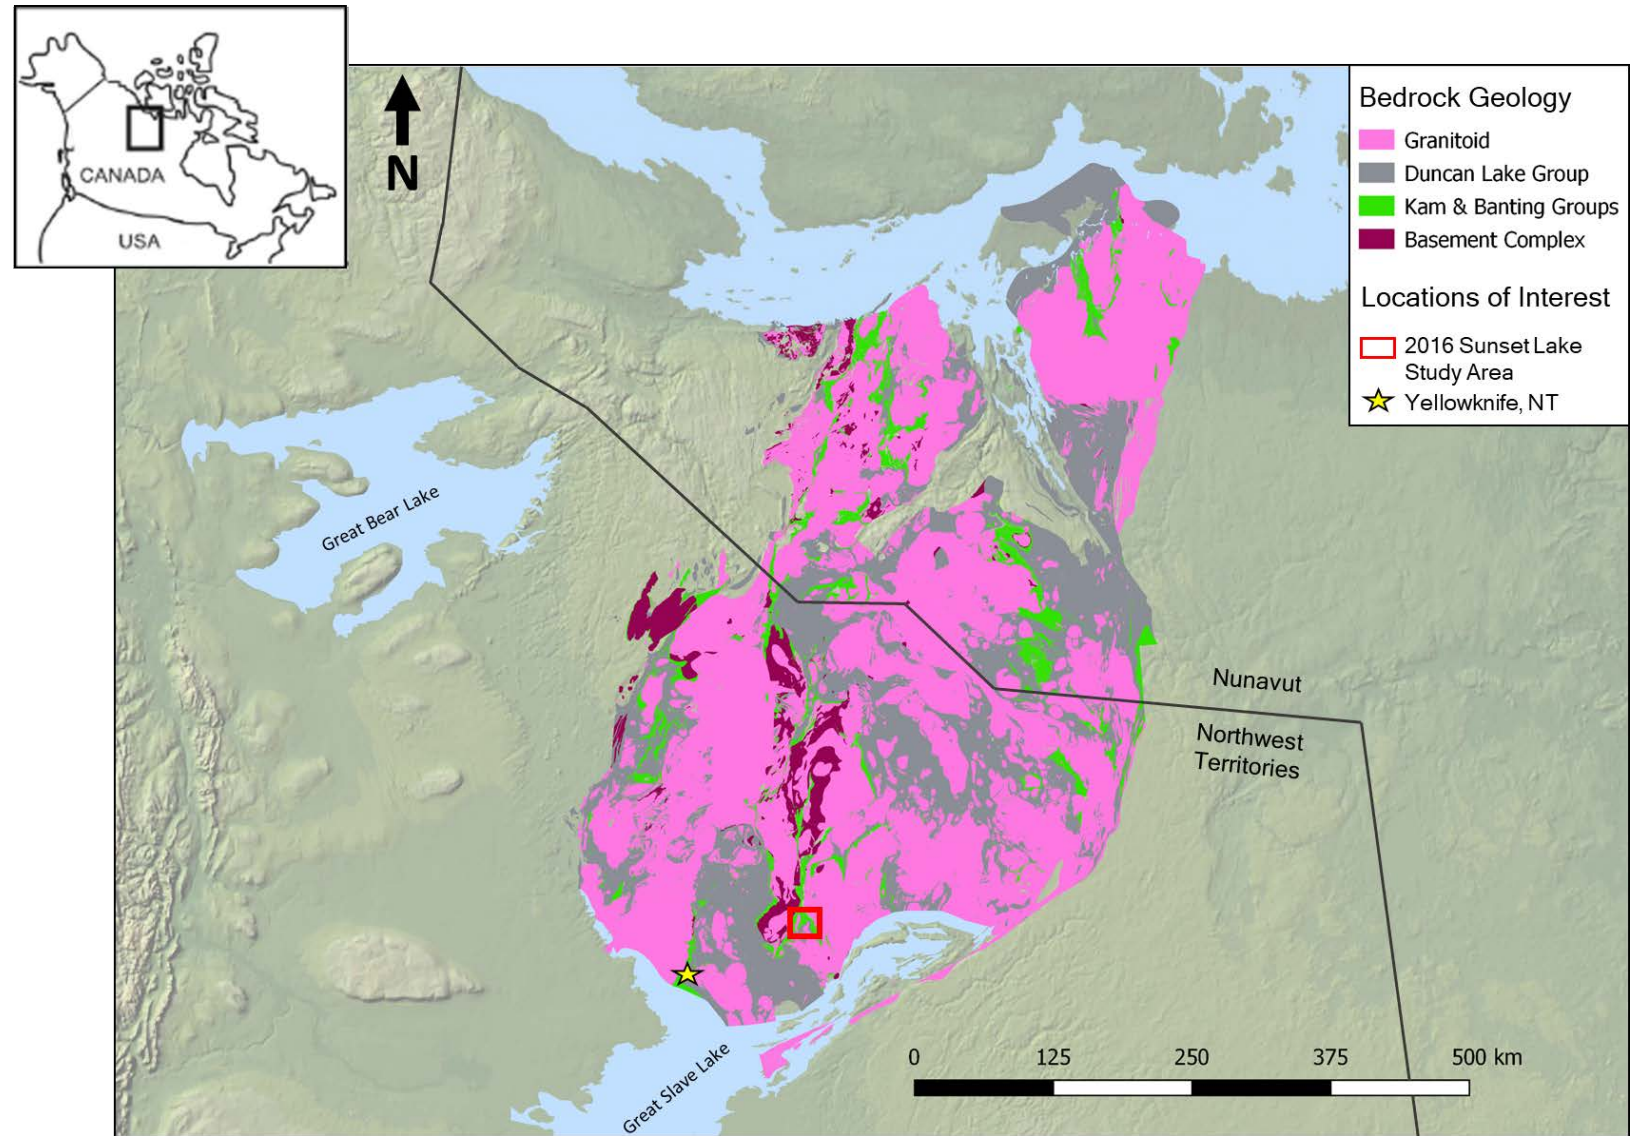 CANADA
USA
N
Bedrock Geology
Granitoid
Duncan Lake Group
Kam & Banting Groups
Basement Complex
Locations of Interest
2016 Sunset Lake
Study Area
Yellowknife, NT
Great Bear Lake
Nunavut
Northwest
Territories
Great Slave Lake
0 125 250 375 500 km